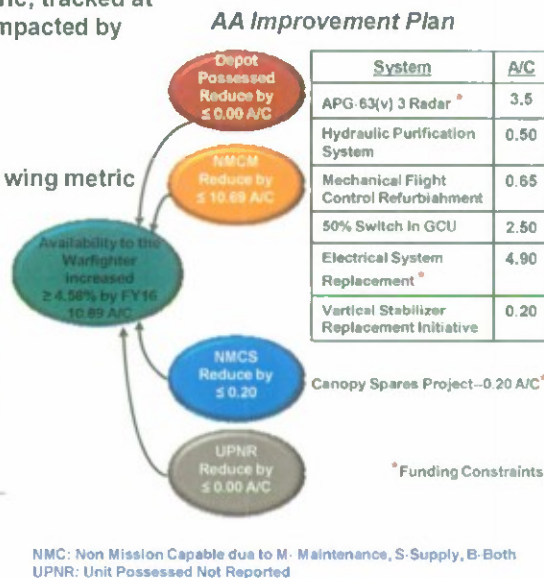 ric, tracked at
mpacted by
AA Improvement Plan
Depot
Possessed
Reduce by
≤ 0.00 A/C
wing metric
NMCM
Reduce by
≤ 10.69 A/C
Availability to the
Warfighter
increased
≥ 4.58% by FY16
10.89 A/C
NMCS
Reduce by
≤ 0.20
UPNR
Reduce by
≤ 0.00 A/C
System A/C
APG-63(v) 3 Radar * 3.5
Hydraulic Purification
System 0.50
Mechanical Flight
Control Refurbishment 0.65
50% Switch in GCU 2.50
Electrical System
Replacement * 4.90
Vertical Stabilizer
Replacement Initiative 0.20
Canopy Spares Project--0.20 A/C*
*Funding Constraints
NMC: Non Mission Capable due to M- Maintenance, S-Supply, B-Both
UPNR: Unit Possessed Not Reported